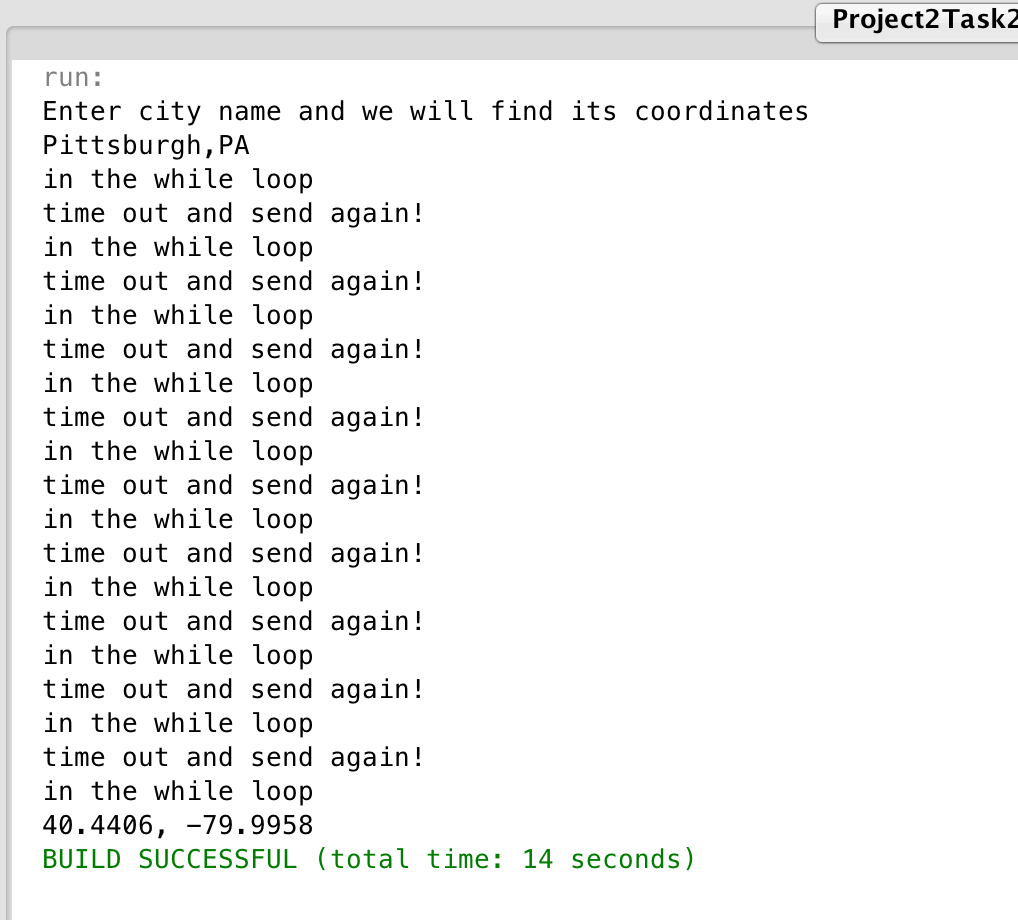 Project2Task2
run:
Enter city name and we will find its coordinates
Pittsburgh,PA
in the while loop
time out and send again!
in the while loop
time out and send again!
in the while loop
time out and send again!
in the while loop
time out and send again!
in the while loop
time out and send again!
in the while loop
time out and send again!
in the while loop
time out and send again!
in the while loop
time out and send again!
in the while loop
time out and send again!
in the while loop
40.4406, -79.9958
BUILD SUCCESSFUL (total time: 14 seconds)